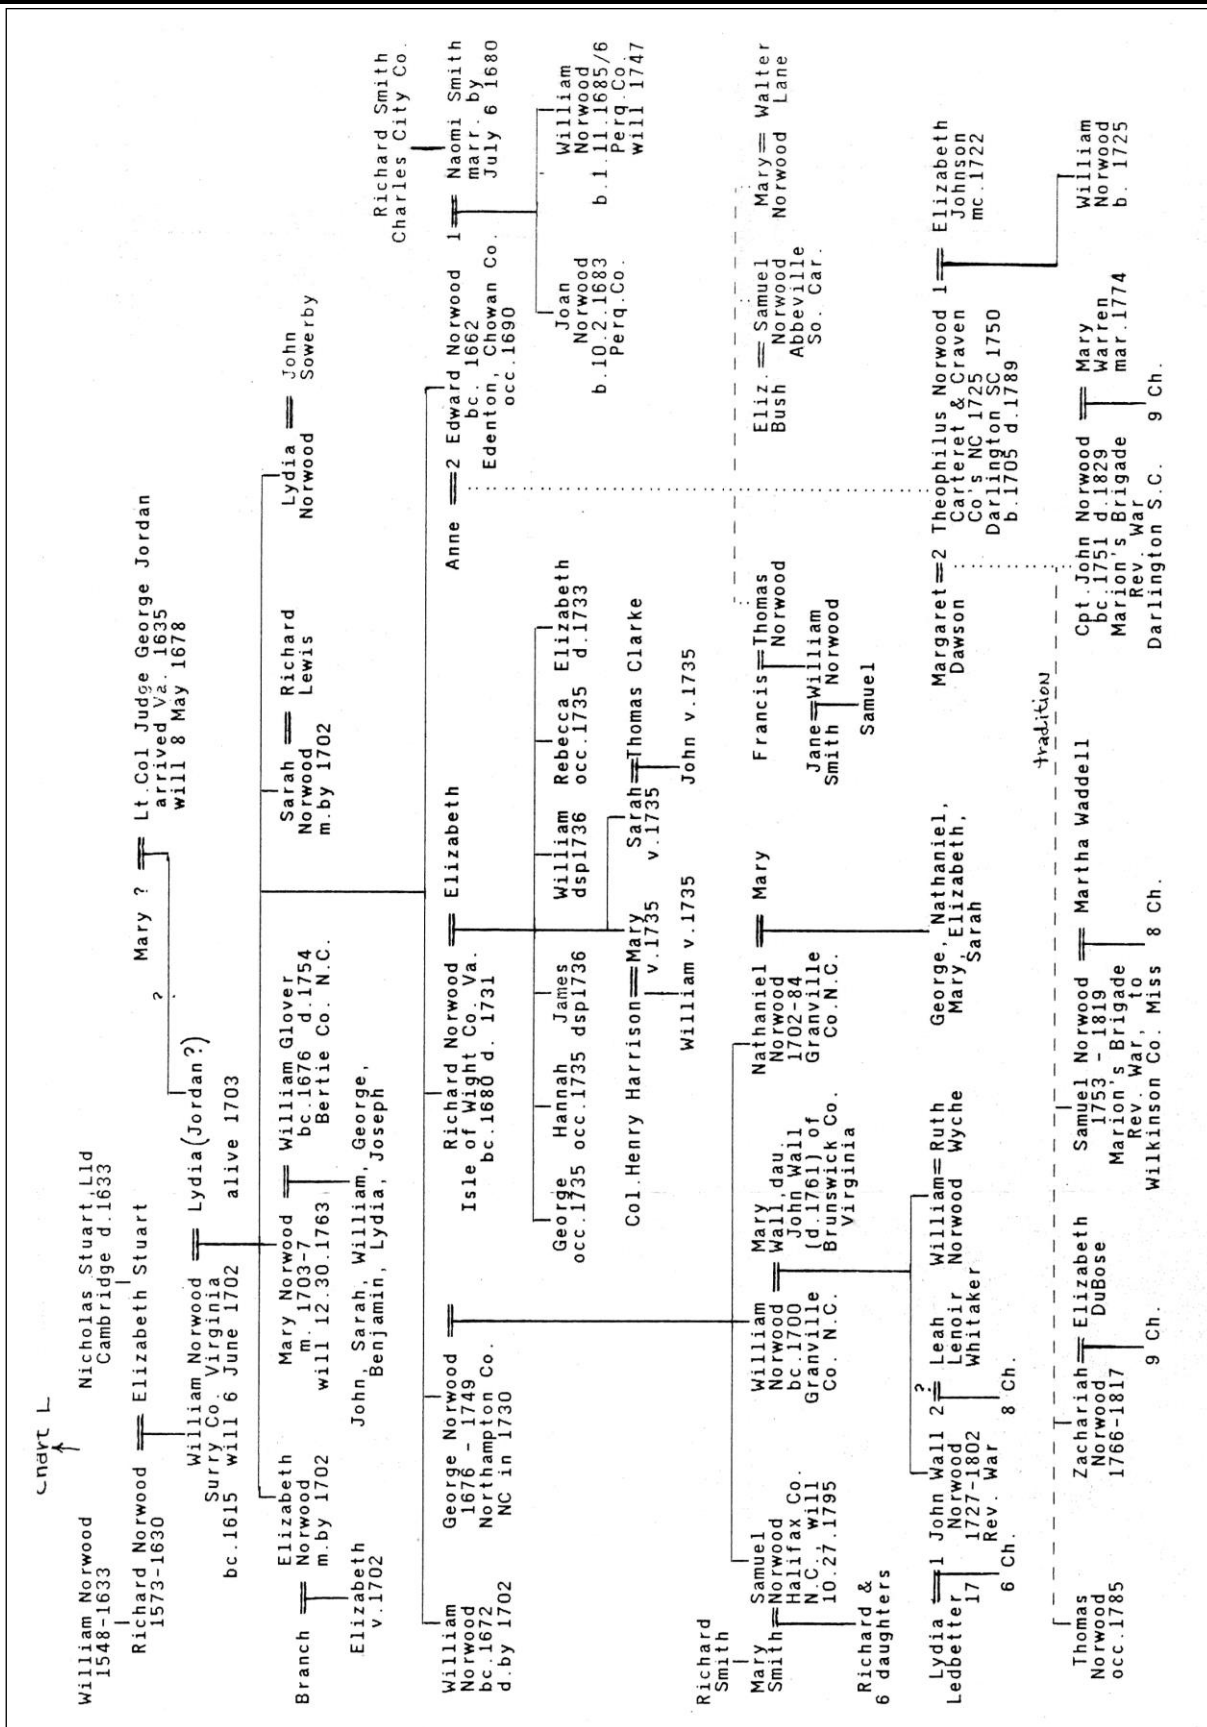 Chart L
William Norwood
1548-1633
Nicholas Stuart, Lld
Cambridge d.1633
Richard Norwood
1573-1630
Elizabeth Stuart
Mary ?
Lt.Col Judge George Jordan
arrived Va. 1635
will 8 May 1678
?
William Norwood
Surry Co. Virginia
bc.1615 will 6 June 1702
Lydia (Jordan?)
alive 1703
Richard Smith
Charles City Co.
Branch
Elizabeth
Norwood
m.by 1702
Elizabeth
v.1702
Mary Norwood
m. 1703-7
will 12.30.1763
William Glover
bc.1676 d.1754
Bertie Co. N.C.
John, Sarah, William, George,
Benjamin, Lydia, Joseph
Sarah
Norwood
m.by 1702
Richard
Lewis
Lydia
Norwood
John
Sowerby
William
Norwood
bc.1672
d.by 1702
George Norwood
1676 - 1749
Northampton Co.
NC in 1730
Richard Norwood
Isle of Wight Co. Va.
bc.1680 d. 1731
Elizabeth
Anne
2 Edward Norwood 1
bc. 1662
Edenton, Chowan Co.
occ.1690
Naomi Smith
marr. by
July 6 1680
George
occ.1735
Hannah
occ.1735
James
dsp1736
William
dsp1736
Rebecca
occ.1735
Elizabeth
d.1733
Joan
Norwood
b.10.2.1683
Perq.Co.
William
Norwood
b.1.11.1685/6
Perq.Co.
will 1747
Col.Henry Harrison
Mary
v.1735
Sarah
v.1735
Thomas Clarke
William v.1735
John v.1735
Richard
Smith
Mary
Smith
Samuel
Norwood
Halifax Co.
N.C., will
10.27.1795
William
Norwood
bc.1700
Granville
Co. N.C.
Mary
Wall,dau.
John Wall
(d.1761) of
Brunswick Co.
Virginia
Nathaniel
Norwood
1702-84
Granville
Co.N.C.
Mary
Francis
Thomas
Norwood
Eliz.
Bush
Samuel
Norwood
Abbeville
So. Car.
Mary
Norwood
Walter
Lane
Richard &
6 daughters
Jane
Smith
William
Norwood
Samuel
Lydia
Ledbetter
17
1 John Wall 2
Norwood
1727-1802
Rev. War
?
Leah
Lenoir
Whitaker
William
Norwood
Ruth
Wyche
6 Ch.
8 Ch.
George, Nathaniel,
Mary, Elizabeth,
Sarah
Margaret
Dawson
2 Theophilus Norwood 1
Carteret & Craven
Co's NC 1725
Darlington SC 1750
b.1705 d.1789
Elizabeth
Johnson
mc.1722
tradition
Thomas
Norwood
occ.1785
Zachariah
Norwood
1766-1817
Elizabeth
DuBose
9 Ch.
Samuel Norwood
1753 - 1819
Marion's Brigade
Rev. War, to
Wilkinson Co. Miss
Martha Waddell
8 Ch.
Cpt.John Norwood
bc.1751 d.1829
Marion's Brigade
Rev. War
Darlington S.C.
Mary
Warren
mar.1774
9 Ch.
William
Norwood
b. 1725